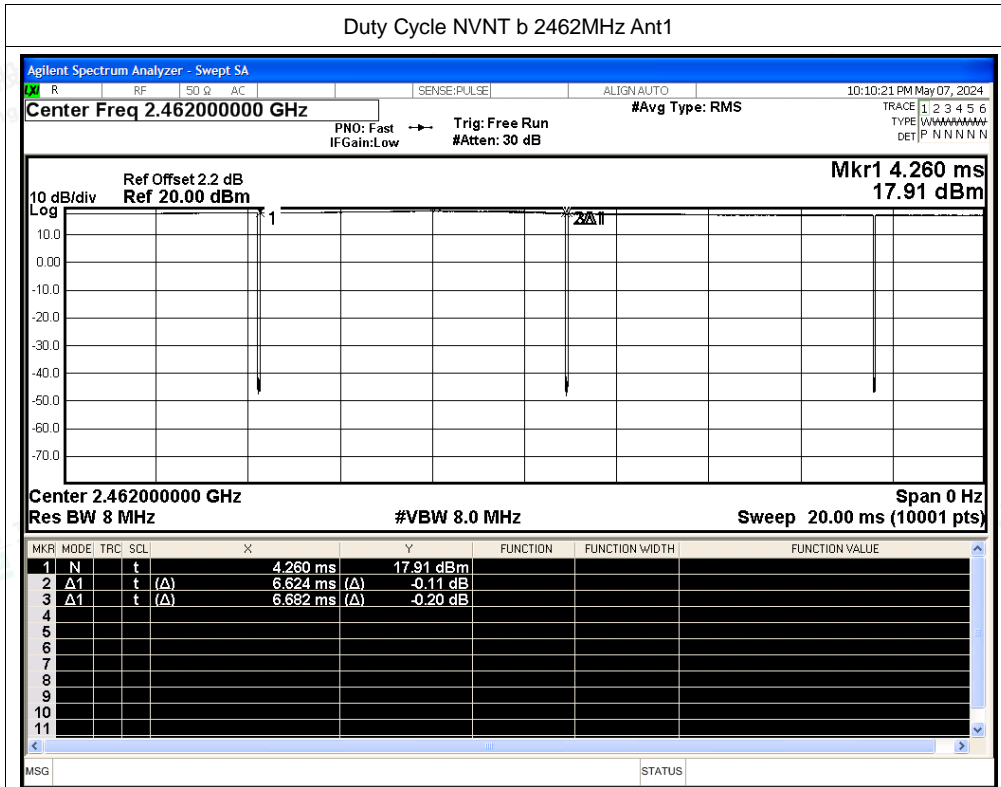 Duty Cycle NVNT b 2462MHz Ant1
Agilent Spectrum Analyzer - Swept SA
LXI R RF 50 Ω AC SENSE:PULSE ALIGN AUTO 10:10:21 PM May 07, 2024
Center Freq 2.462000000 GHz #Avg Type: RMS TRACE 1 2 3 4 5 6
PNO: Fast Trig: Free Run TYPE WWWWWW
IFGain:Low #Atten: 30 dB DET P N N N N N
Mkr1 4.260 ms
Ref Offset 2.2 dB
10 dB/div Ref 20.00 dBm 17.91 dBm
Log
1
10.0
0.00
-10.0
-20.0
-30.0
-40.0
-50.0
-60.0
-70.0
Center 2.462000000 GHz Span 0 Hz
Res BW 8 MHz #VBW 8.0 MHz Sweep 20.00 ms (10001 pts)
MKR MODE TRC SCL X Y FUNCTION FUNCTION WIDTH FUNCTION VALUE
1 N t 4.260 ms 17.91 dBm
2 Δ1 t (Δ) 6.624 ms (Δ) -0.11 dB
3 Δ1 t (Δ) 6.682 ms (Δ) -0.20 dB
4
5
6
7
8
9
10
11
MSG STATUS